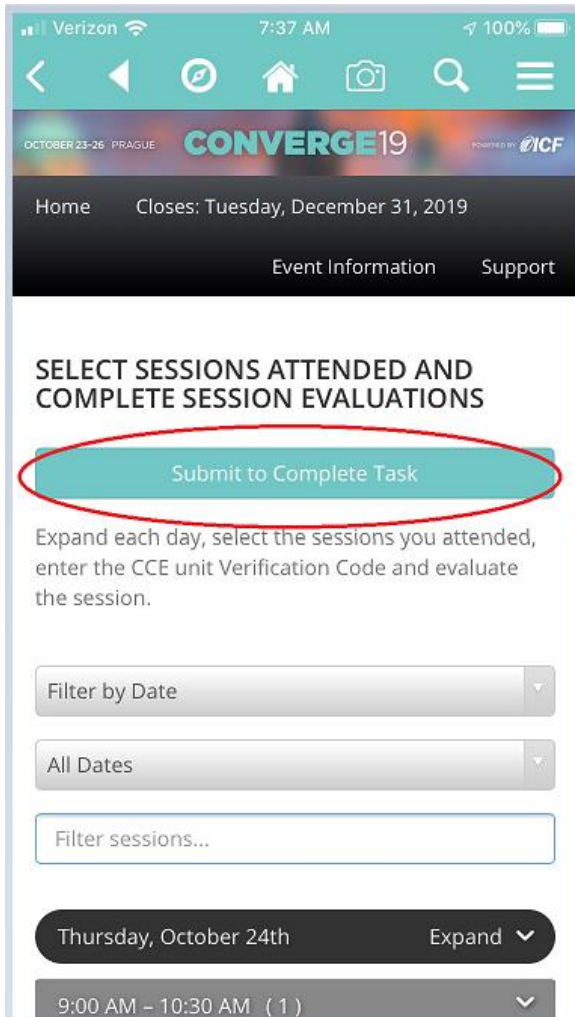 Verizon 7:37 AM 100%
OCTOBER 23-26 PRAGUE CONVERGE19 POWERED BY ICF
Home Closes: Tuesday, December 31, 2019
Event Information Support
SELECT SESSIONS ATTENDED AND
COMPLETE SESSION EVALUATIONS
Submit to Complete Task
Expand each day, select the sessions you attended,
enter the CCE unit Verification Code and evaluate
the session.
Filter by Date
All Dates
Filter sessions...
Thursday, October 24th Expand
9:00 AM – 10:30 AM ( 1 )